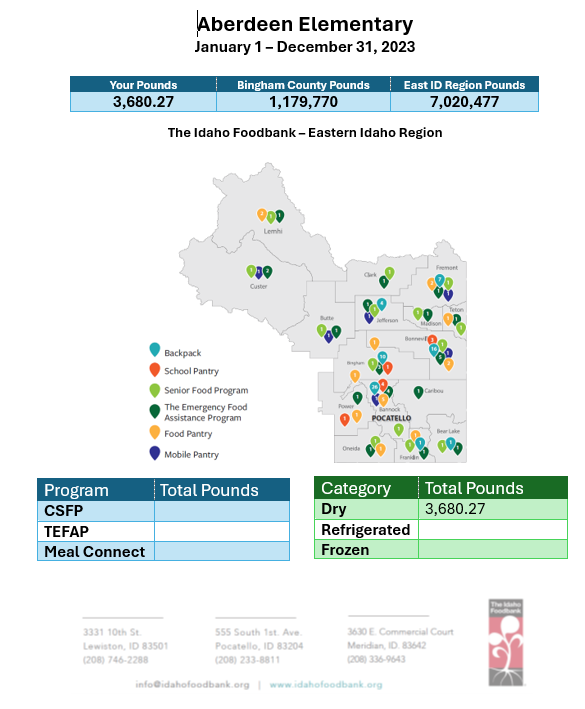 Aberdeen Elementary
January 1 – December 31, 2023
Your Pounds Bingham County Pounds East ID Region Pounds
3,680.27 1,179,770 7,020,477
The Idaho Foodbank – Eastern Idaho Region
Lemhi
Custer
Clark
Fremont
Butte
Jefferson
Madison
Teton
Bonneville
Bingham
Caribou
Power
Bannock
POCATELLO
Oneida
Franklin
Bear Lake
Backpack
School Pantry
Senior Food Program
The Emergency Food
Assistance Program
Food Pantry
Mobile Pantry
Program Total Pounds
CSFP
TEFAP
Meal Connect
Category Total Pounds
Dry 3,680.27
Refrigerated
Frozen
3331 10th St.
Lewiston, ID 83501
(208) 746-2288
555 South 1st. Ave.
Pocatello, ID 83204
(208) 233-8811
3630 E. Commercial Court
Meridian, ID. 83642
(208) 336-9643
The Idaho
Foodbank
info@idahofoodbank.org | www.idahofoodbank.org